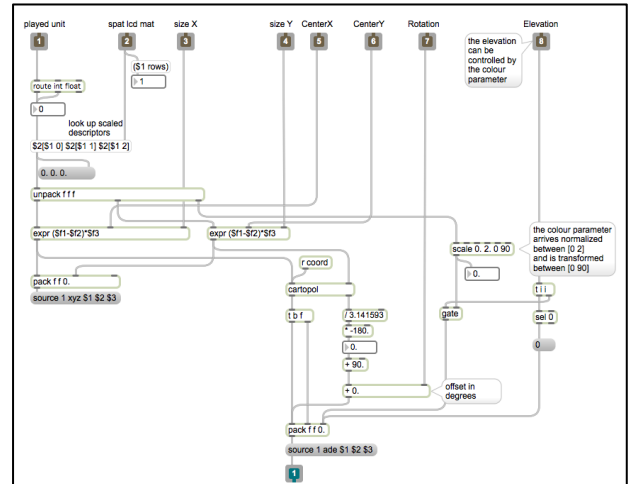 played unit
spat lcd mat
size X
size Y
CenterX
CenterY
Rotation
Elevation
1
2
3
4
5
6
7
8
the elevation
can be
controlled by
the colour
parameter
($1 rows)
1
route int float
0
look up scaled
descriptors
$2[$1 0] $2[$1 1] $2[$1 2]
0. 0. 0.
unpack f f f
expr ($f1-$f2)*$f3
expr ($f1-$f2)*$f3
the colour parameter
arrives normalized
between [0 2]
and is transformed
between [0 90]
scale 0. 2. 0 90
0.
r coord
pack f f 0.
source 1 xyz $1 $2 $3
cartopol
t i i
t b f
/ 3.141593
gate
sel 0
* -180.
0.
0
+ 90.
+ 0.
offset in
degrees
pack f f 0.
source 1 ade $1 $2 $3
1